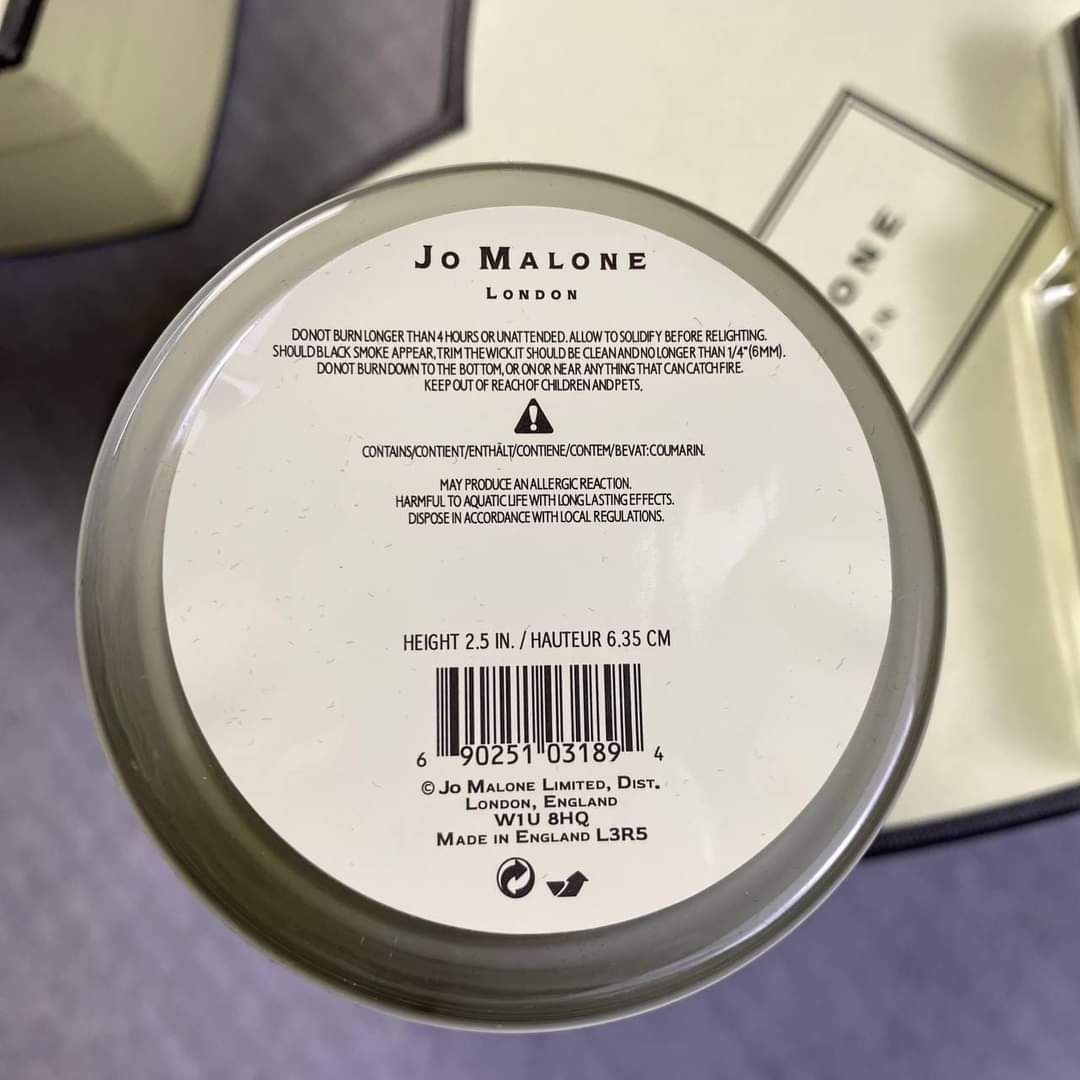 JO MALONE
LONDON
DO NOT BURN LONGER THAN 4 HOURS OR UNATTENDED. ALLOW TO SOLIDIFY BEFORE RELIGHTING.
SHOULD BLACK SMOKE APPEAR, TRIM THE WICK.IT SHOULD BE CLEAN AND NO LONGER THAN 1/4" (6MM).
DO NOT BURN DOWN TO THE BOTTOM, OR ON OR NEAR ANYTHING THAT CAN CATCH FIRE.
KEEP OUT OF REACH OF CHILDREN AND PETS.
CONTAINS/CONTIENT/ENTHÄLT/CONTIENE/CONTEM/BEVAT: COUMARIN.
MAY PRODUCE AN ALLERGIC REACTION.
HARMFUL TO AQUATIC LIFE WITH LONG LASTING EFFECTS.
DISPOSE IN ACCORDANCE WITH LOCAL REGULATIONS.
HEIGHT 2.5 IN. / HAUTEUR 6.35 CM
6 90251 03189 4
© JO MALONE LIMITED, DIST.
LONDON, ENGLAND
W1U 8HQ
MADE IN ENGLAND L3R5
ONE